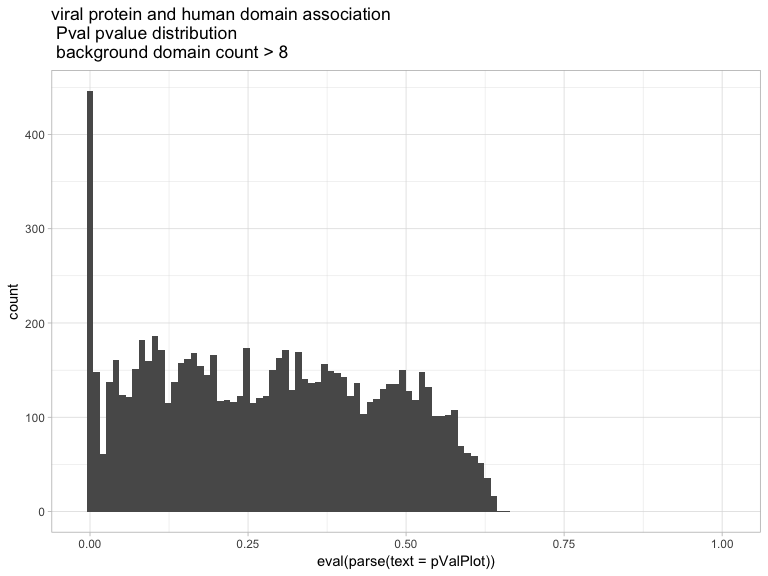 viral protein and human domain association
Pval pvalue distribution
background domain count > 8
400
300
200
100
0
count
0.00 0.25 0.50 0.75 1.00
eval(parse(text = pValPlot))